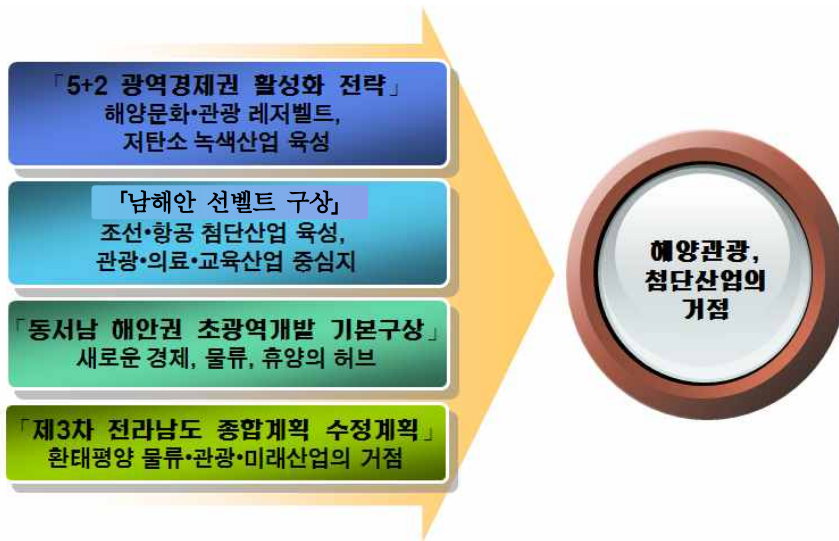 「5+2 광역경제권 활성화 전략」
해양문화•관광 레저벨트,
저탄소 녹색산업 육성
「남해안 선벨트 구상」
조선•항공 첨단산업 육성,
관광•의료•교육산업 중심지
「동서남 해안권 초광역개발 기본구상」
새로운 경제, 물류, 휴양의 허브
「제3차 전라남도 종합계획 수정계획」
환태평양 물류•관광•미래산업의 거점
해양관광,
첨단산업의
거점